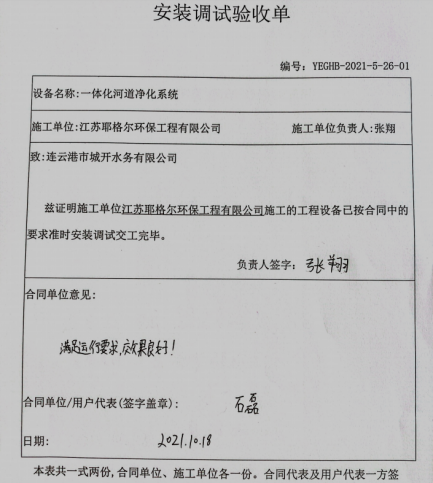 安装调试验收单
编号：YEGHB-2021-5-26-01
设备名称:一体化河道净化系统
施工单位:江苏耶格尔环保工程有限公司 施工单位负责人:张翔
致:连云港市城开水务有限公司
兹证明施工单位江苏耶格尔环保工程有限公司施工的工程设备已按合同中的
要求准时安装调试交工完毕。
负责人签字：张翔
合同单位意见:
满足运行要求,效果良好!
合同单位/用户代表(签字盖章)： 石磊
日期: 2021.10.18
本表共一式两份,合同单位、施工单位各一份。合同代表及用户代表一方签